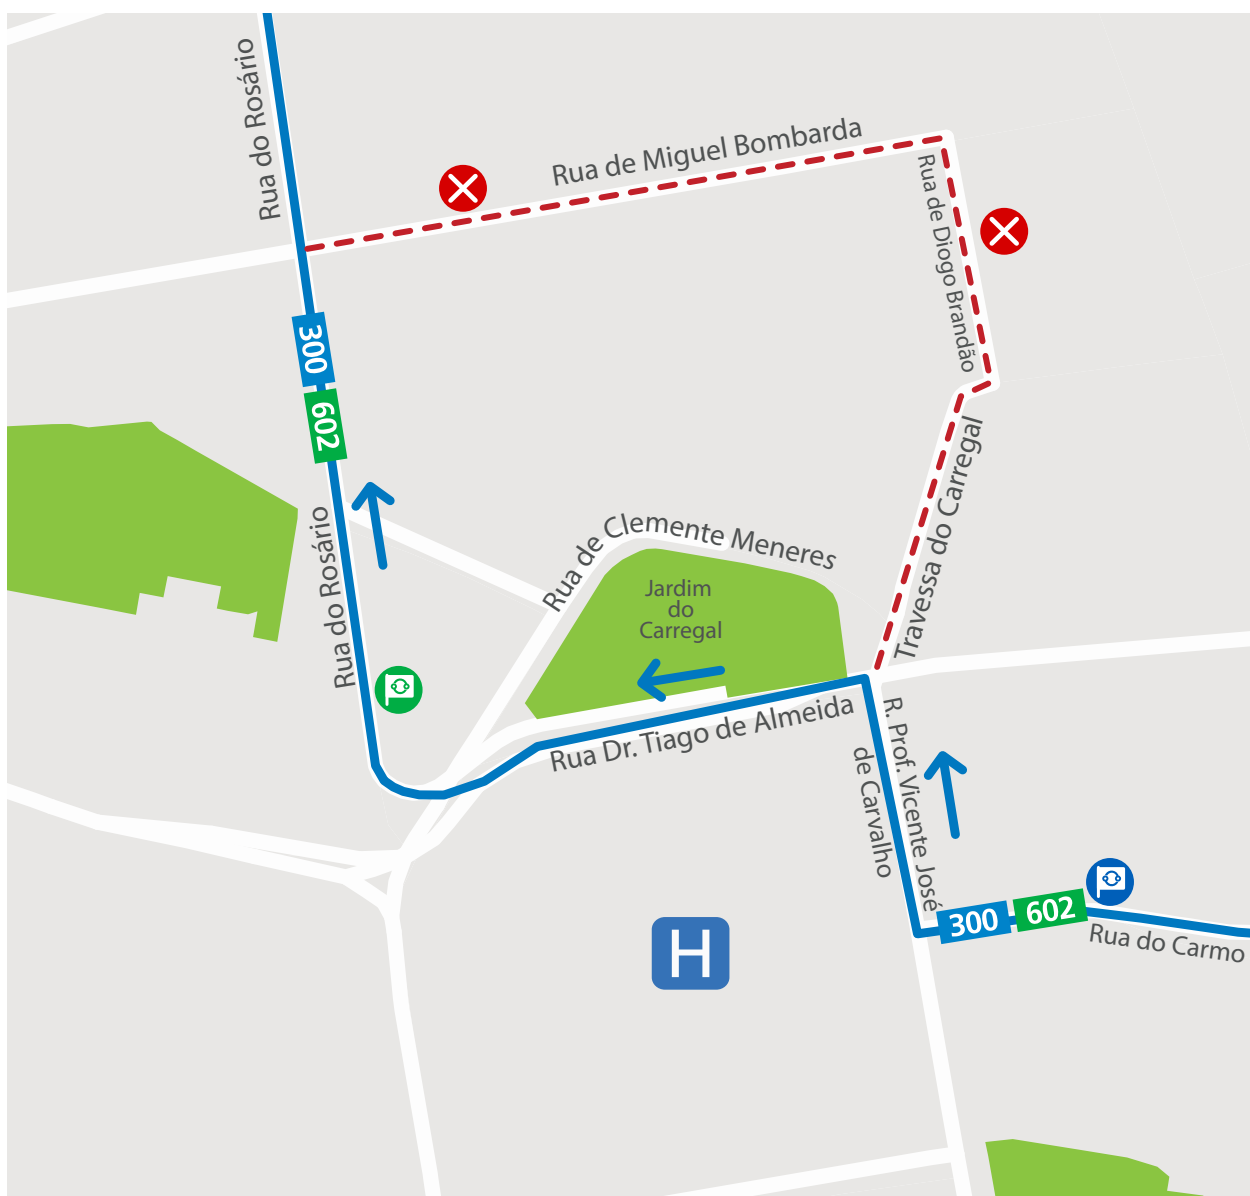 Rua do Rosário
Rua de Miguel Bombarda
Rua de Diogo Brandão
300
602
Travessa do Carregal
Rua do Rosário
Rua de Clemente Meneres
Jardim
do
Carregal
Rua Dr. Tiago de Almeida
R. Prof. Vicente José
de Carvalho
H
300
602
Rua do Carmo